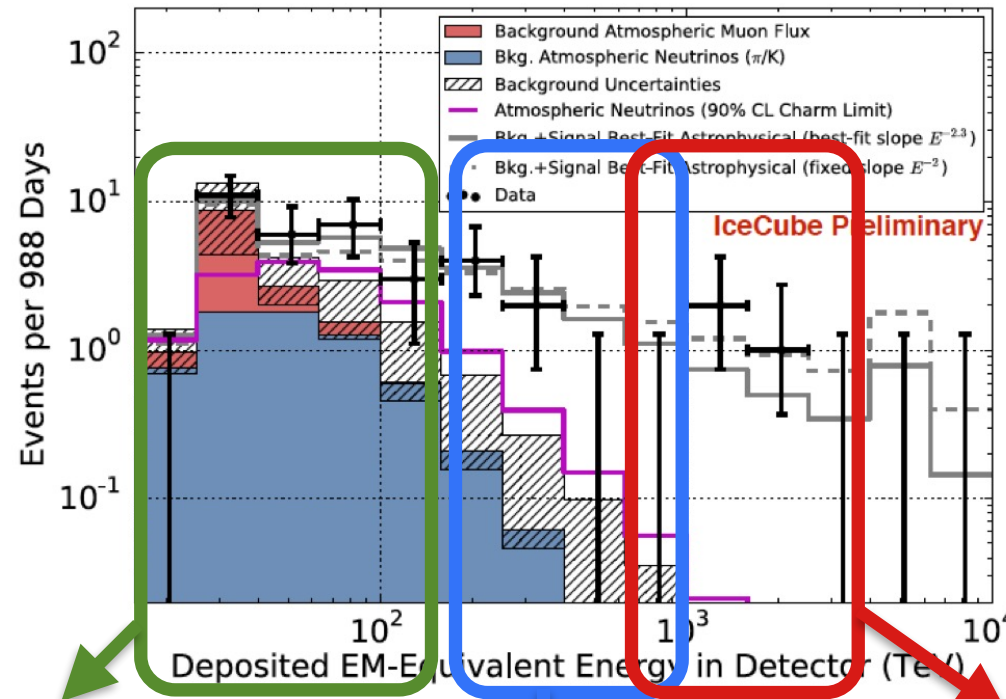 Background Atmospheric Muon Flux
Bkg. Atmospheric Neutrinos (π/K)
Background Uncertainties
Atmospheric Neutrinos (90% CL Charm Limit)
Bkg.+Signal Best-Fit Astrophysical (best-fit slope E^{-2.3})
Bkg.+Signal Best-Fit Astrophysical (fixed slope E^{-2})
Data
IceCube Preliminary
Events per 988 Days
10^2
10^1
10^0
10^{-1}
10^2
10^3
10^4
Deposited EM-Equivalent Energy in Detector (TeV)